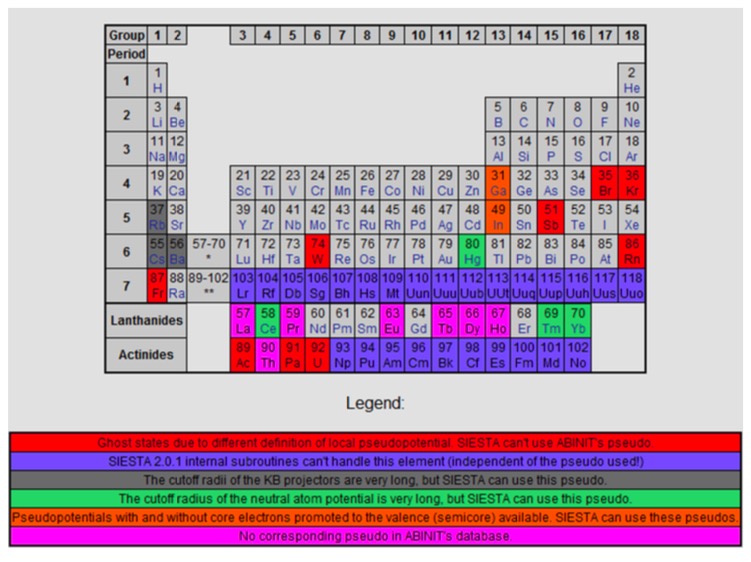 Group 1 2 3 4 5 6 7 8 9 10 11 12 13 14 15 16 17 18
Period
1 2
1
H He
3 4 5 6 7 8 9 10
2
Li Be B C N O F Ne
11 12 13 14 15 16 17 18
3
Na Mg Al Si P S Cl Ar
19 20 21 22 23 24 25 26 27 28 29 30 31 32 33 34 35 36
4
K Ca Sc Ti V Cr Mn Fe Co Ni Cu Zn Ga Ge As Se Br Kr
37 38 39 40 41 42 43 44 45 46 47 48 49 50 51 52 53 54
5
Rb Sr Y Zr Nb Mo Tc Ru Rh Pd Ag Cd In Sn Sb Te I Xe
55 56 57-70 71 72 73 74 75 76 77 78 79 80 81 82 83 84 85 86
6
Cs Ba * Lu Hf Ta W Re Os Ir Pt Au Hg Tl Pb Bi Po At Rn
87 88 89-102 103 104 105 106 107 108 109 110 111 112 113 114 115 116 117 118
7
Fr Ra ** Lr Rf Db Sg Bh Hs Mt Uun Uuu Uub UUt Uuq Uup Uuh Uus Uuo
57 58 59 60 61 62 63 64 65 66 67 68 69 70
Lanthanides
La Ce Pr Nd Pm Sm Eu Gd Tb Dy Ho Er Tm Yb
89 90 91 92 93 94 95 96 97 98 99 100 101 102
Actinides
Ac Th Pa U Np Pu Am Cm Bk Cf Es Fm Md No
Legend:
Ghost states due to different definition of local pseudopotential. SIESTA can't use ABINIT's pseudo.
SIESTA 2.0.1 internal subroutines can't handle this element (independent of the pseudo used!)
The cutoff radii of the KB projectors are very long, but SIESTA can use this pseudo.
The cutoff radius of the neutral atom potential is very long, but SIESTA can use this pseudo.
Pseudopotentials with and without core electrons promoted to the valence (semicore) available. SIESTA can use these pseudos.
No corresponding pseudo in ABINIT's database.